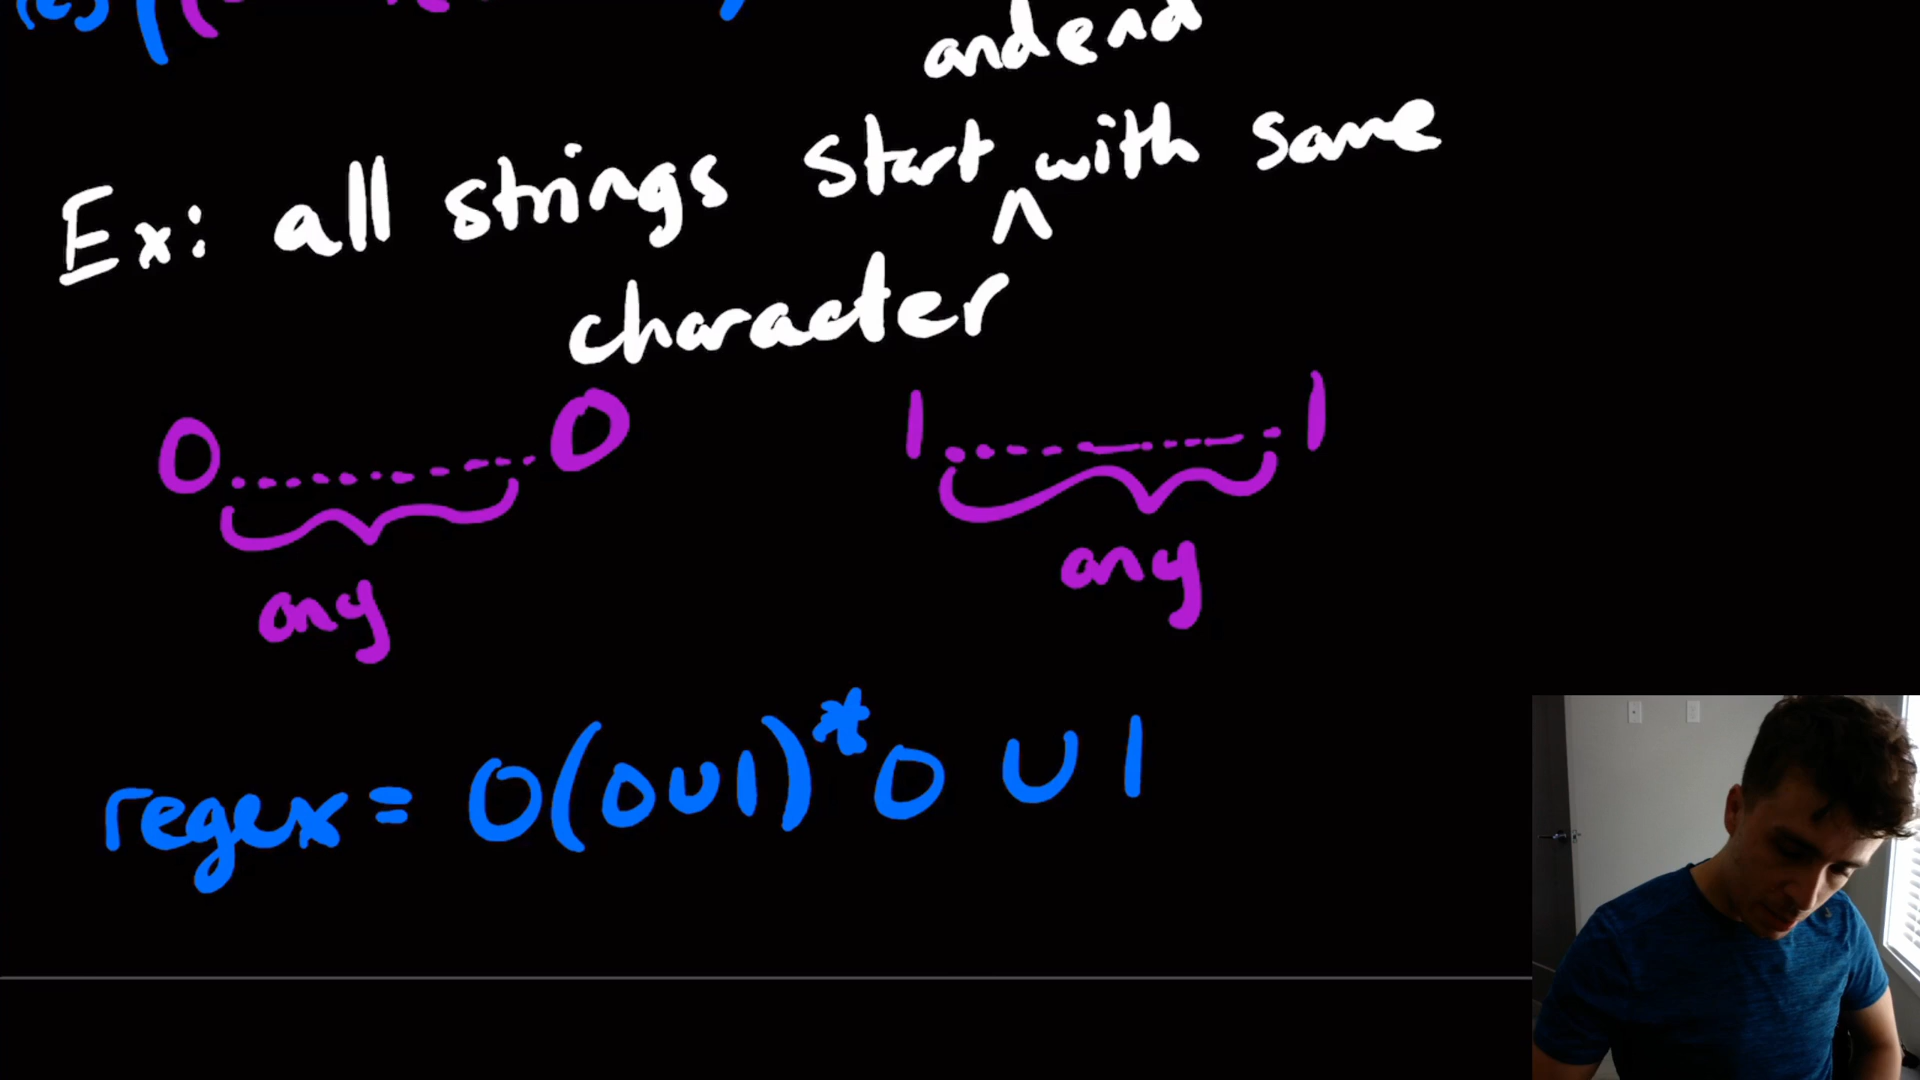 and end
Ex: all strings start ^ with same
character
0.........0
1.........1
any
any
regex = 0(0∪1)*0 ∪ 1